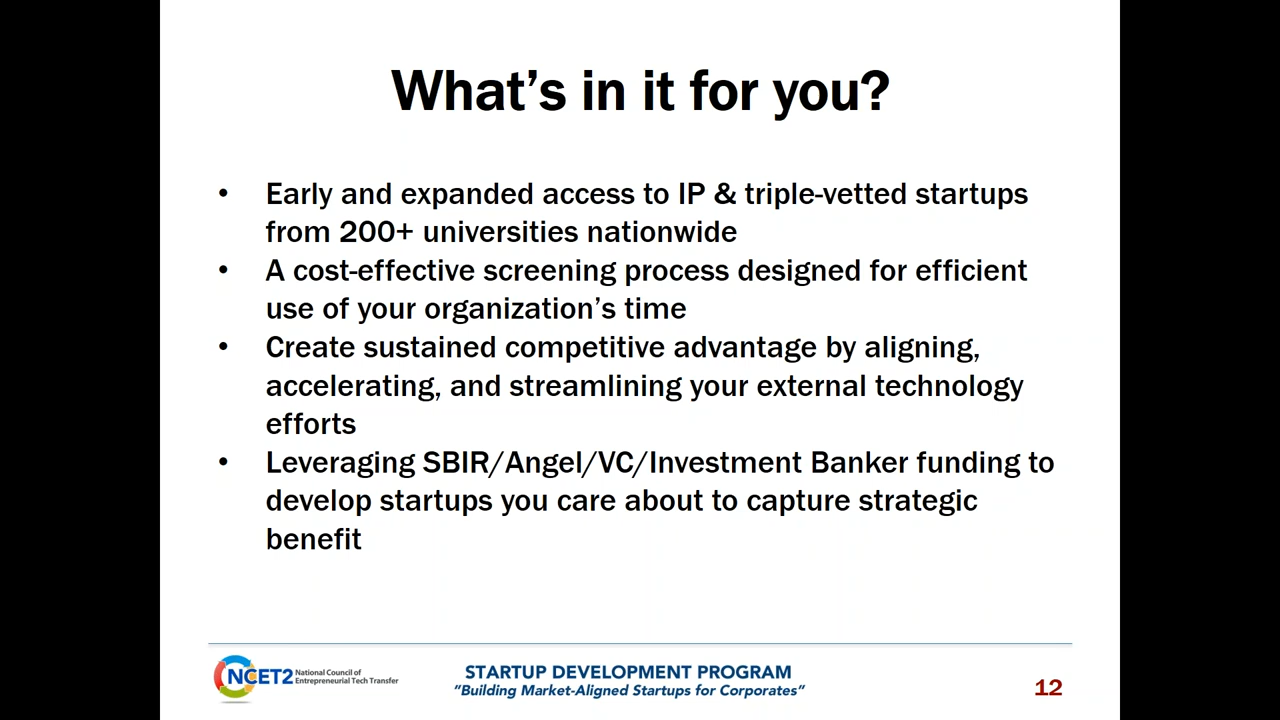 What's in it for you?
• Early and expanded access to IP & triple-vetted startups
from 200+ universities nationwide
• A cost-effective screening process designed for efficient
use of your organization's time
• Create sustained competitive advantage by aligning,
accelerating, and streamlining your external technology
efforts
• Leveraging SBIR/Angel/VC/Investment Banker funding to
develop startups you care about to capture strategic
benefit
NCET2 National Council of
Entrepreneurial Tech Transfer
STARTUP DEVELOPMENT PROGRAM
"Building Market-Aligned Startups for Corporates"
12